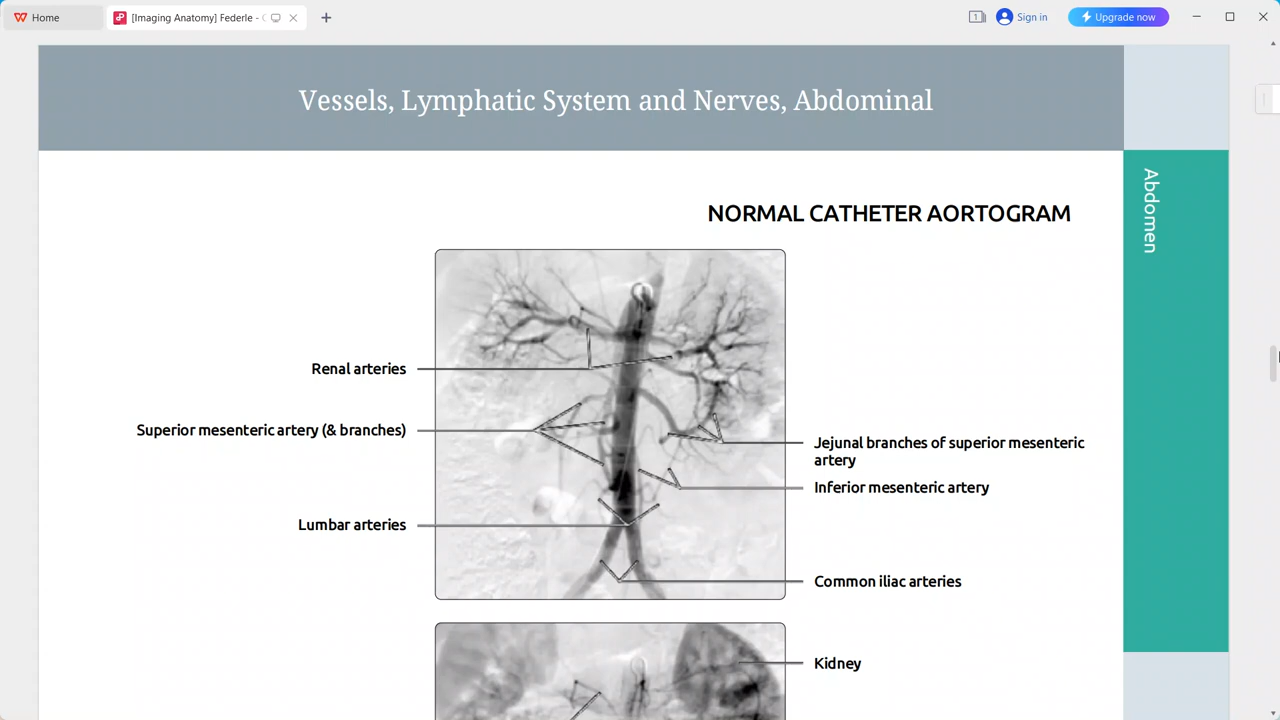 Home
[Imaging Anatomy] Federle -
1
Sign in
Upgrade now
Vessels, Lymphatic System and Nerves, Abdominal
Abdomen
NORMAL CATHETER AORTOGRAM
Renal arteries
Superior mesenteric artery (& branches)
Jejunal branches of superior mesenteric
artery
Inferior mesenteric artery
Lumbar arteries
Common iliac arteries
Kidney